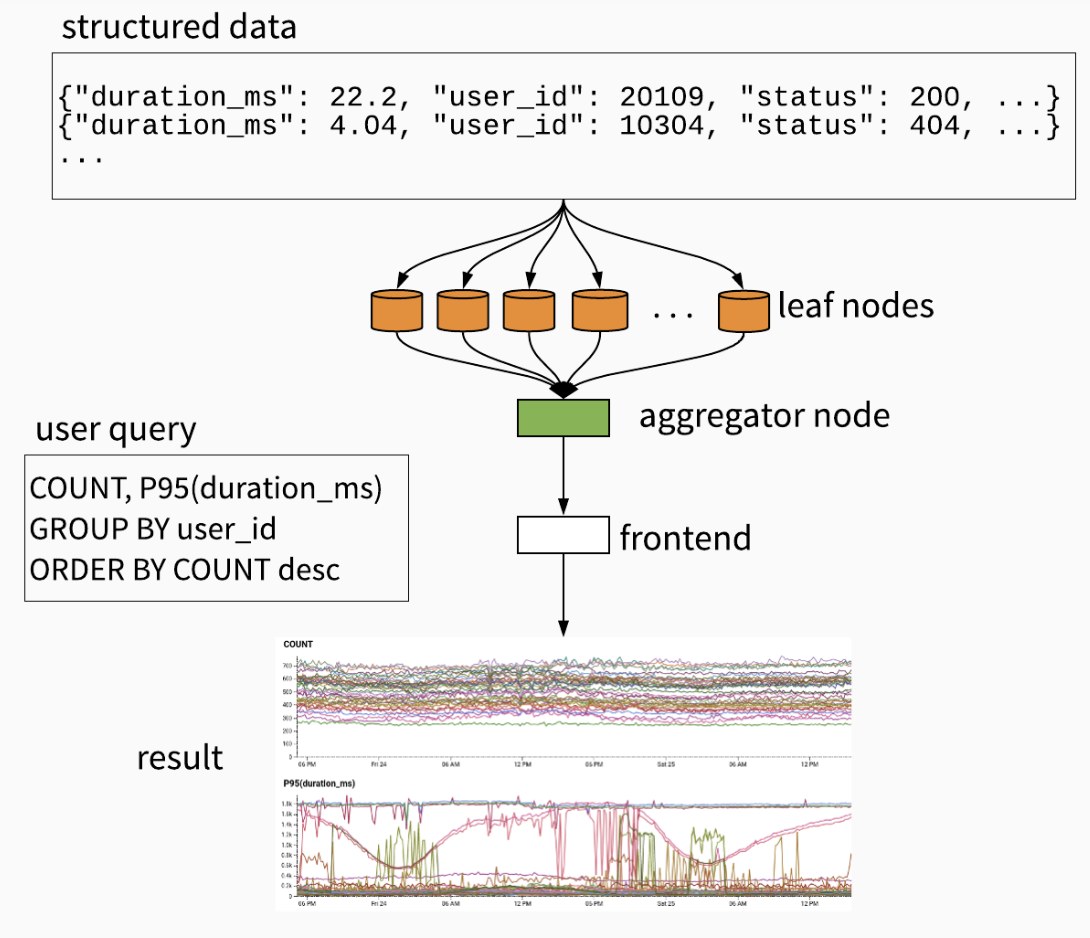 structured data
{"duration_ms": 22.2, "user_id": 20109, "status": 200, ...}
{"duration_ms": 4.04, "user_id": 10304, "status": 404, ...}
...
...
leaf nodes
aggregator node
user query
COUNT, P95(duration_ms)
GROUP BY user_id
ORDER BY COUNT desc
frontend
result
COUNT
700
600
500
400
300
200
100
0
06 PM
Fri 24
06 AM
12 PM
06 PM
Sat 25
06 AM
12 PM
P95(duration_ms)
1.8k
1.6k
1.4k
1.2k
1.0k
0.8k
0.6k
0.4k
0.2k
0
06 PM
Fri 24
06 AM
12 PM
06 PM
Sat 25
06 AM
12 PM